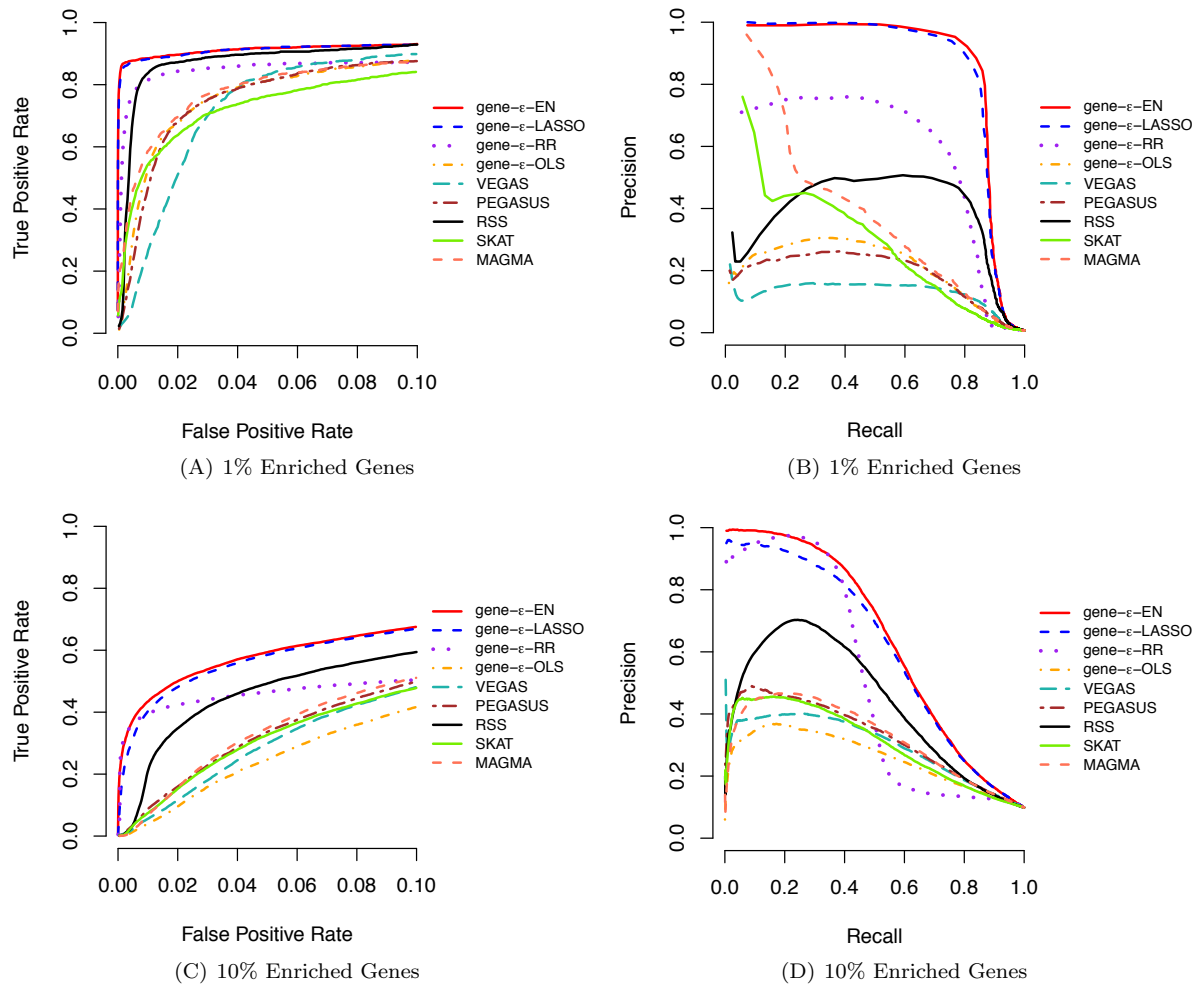 True Positive Rate
0.0 0.2 0.4 0.6 0.8 1.0
0.00 0.02 0.04 0.06 0.08 0.10
False Positive Rate
gene-ε-EN
gene-ε-LASSO
gene-ε-RR
gene-ε-OLS
VEGAS
PEGASUS
RSS
SKAT
MAGMA
(A) 1% Enriched Genes
Precision
0.0 0.2 0.4 0.6 0.8 1.0
0.0 0.2 0.4 0.6 0.8 1.0
Recall
gene-ε-EN
gene-ε-LASSO
gene-ε-RR
gene-ε-OLS
VEGAS
PEGASUS
RSS
SKAT
MAGMA
(B) 1% Enriched Genes
True Positive Rate
0.0 0.2 0.4 0.6 0.8 1.0
0.00 0.02 0.04 0.06 0.08 0.10
False Positive Rate
gene-ε-EN
gene-ε-LASSO
gene-ε-RR
gene-ε-OLS
VEGAS
PEGASUS
RSS
SKAT
MAGMA
(C) 10% Enriched Genes
Precision
0.0 0.2 0.4 0.6 0.8 1.0
0.0 0.2 0.4 0.6 0.8 1.0
Recall
gene-ε-EN
gene-ε-LASSO
gene-ε-RR
gene-ε-OLS
VEGAS
PEGASUS
RSS
SKAT
MAGMA
(D) 10% Enriched Genes